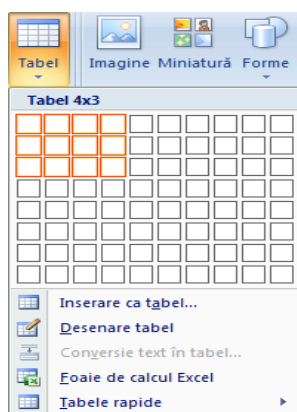 Tabel Imagine Miniatură Forme
Tabel 4x3
Inserare ca tabel...
Desenare tabel
Conversie text în tabel...
Foaie de calcul Excel
Tabele rapide